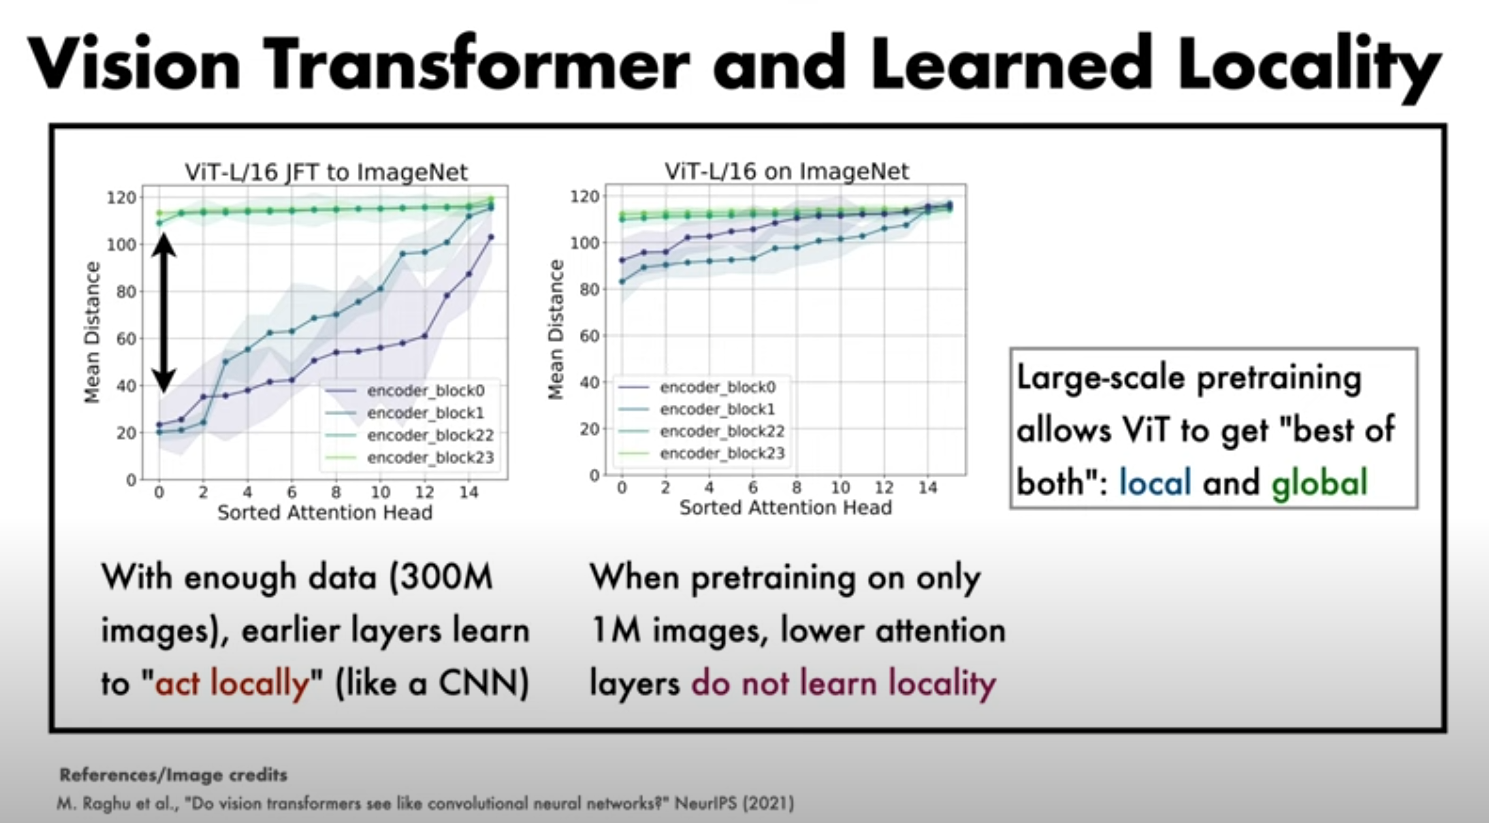 Vision Transformer and Learned Locality
ViT-L/16 JFT to ImageNet
120
100
80
60
40
20
0
Mean Distance
encoder_block0
encoder_block1
encoder_block22
encoder_block23
0 2 4 6 8 10 12 14
Sorted Attention Head
ViT-L/16 on ImageNet
120
100
80
60
40
20
0
Mean Distance
encoder_block0
encoder_block1
encoder_block22
encoder_block23
0 2 4 6 8 10 12 14
Sorted Attention Head
Large-scale pretraining
allows ViT to get "best of
both": local and global
With enough data (300M
images), earlier layers learn
to "act locally" (like a CNN)
When pretraining on only
1M images, lower attention
layers do not learn locality
References/Image credits
M. Raghu et al., "Do vision transformers see like convolutional neural networks?" NeurIPS (2021)